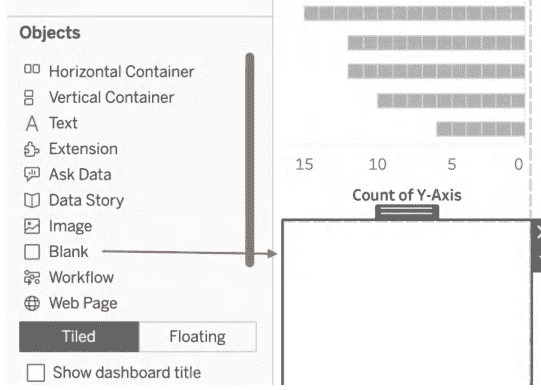 Objects
Horizontal Container
Vertical Container
Text
Extension
Ask Data
Data Story
Image
Blank
Workflow
Web Page
Tiled Floating
Show dashboard title
15 10 5 0
Count of Y-Axis